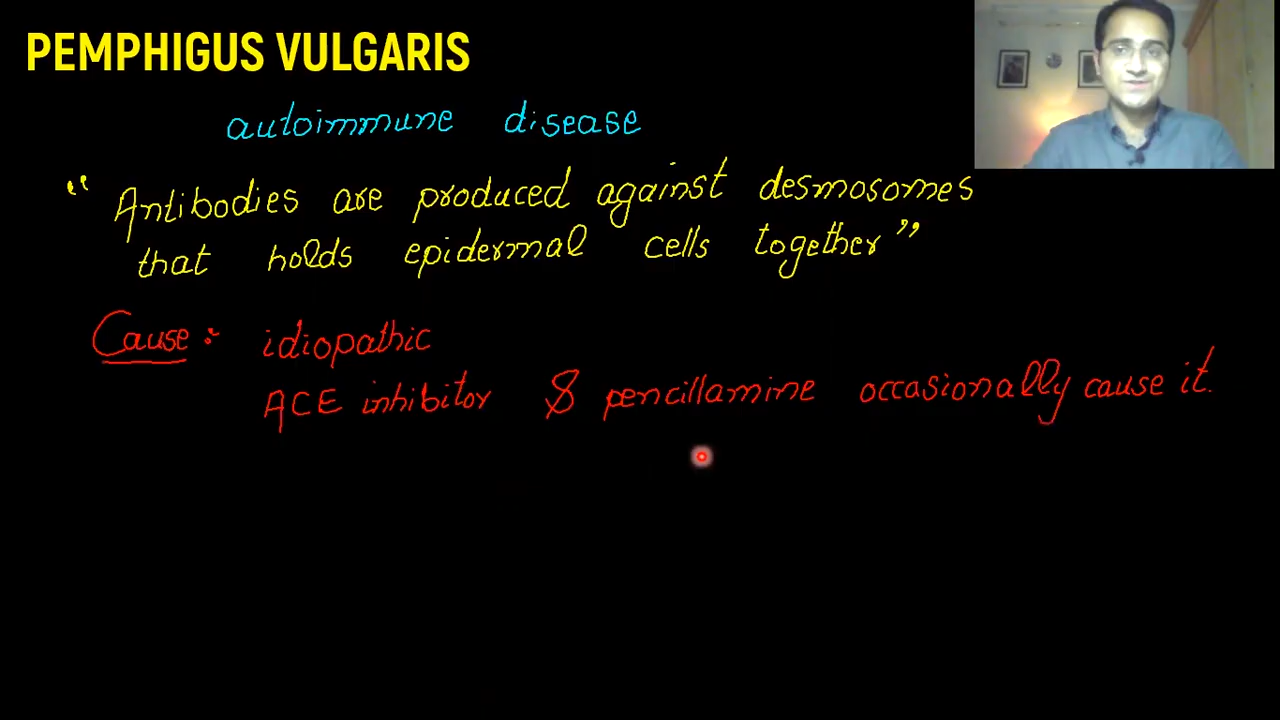 PEMPHIGUS VULGARIS
autoimmune disease
" Antibodies are produced against desmosomes
that holds epidermal cells together "
Cause : idiopathic
ACE inhibitor & pencillamine occasionally cause it.